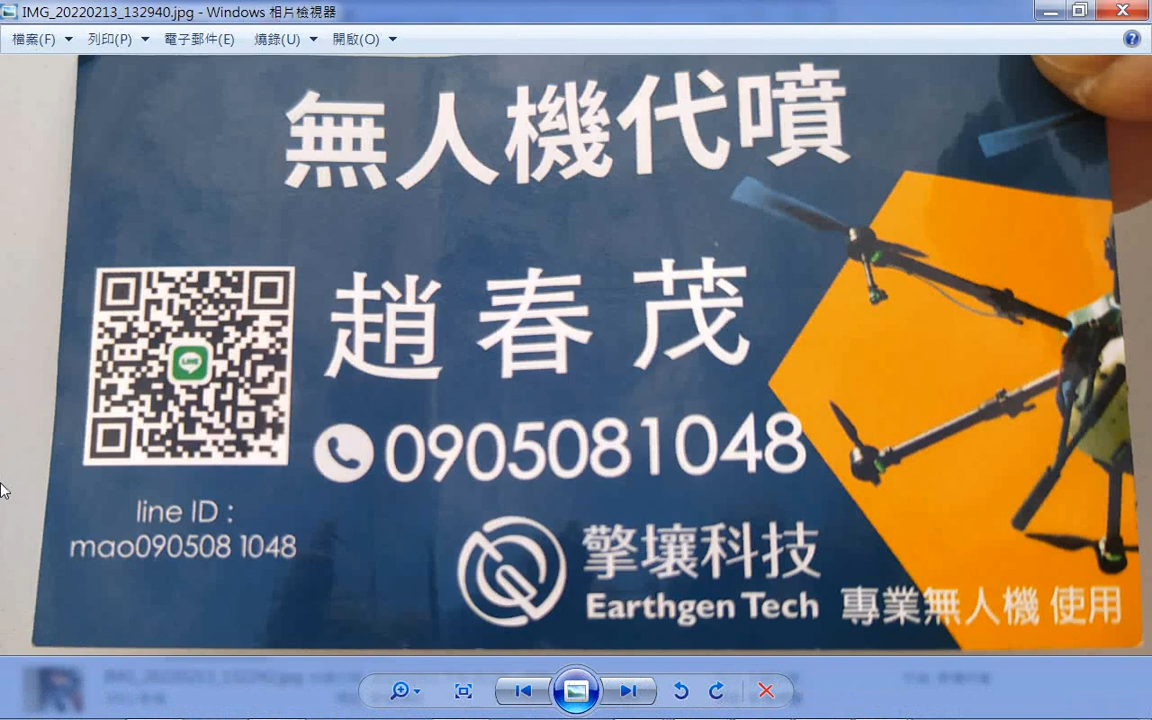 IMG_20220213_132940.jpg - Windows 相片檢視器
檔案(F) 列印(P) 電子郵件(E) 燒錄(U) 開啟(O)
無人機代噴
趙春茂
0905081048
line ID :
mao090508 1048
LINE
擎壤科技
Earthgen Tech
專業無人機 使用